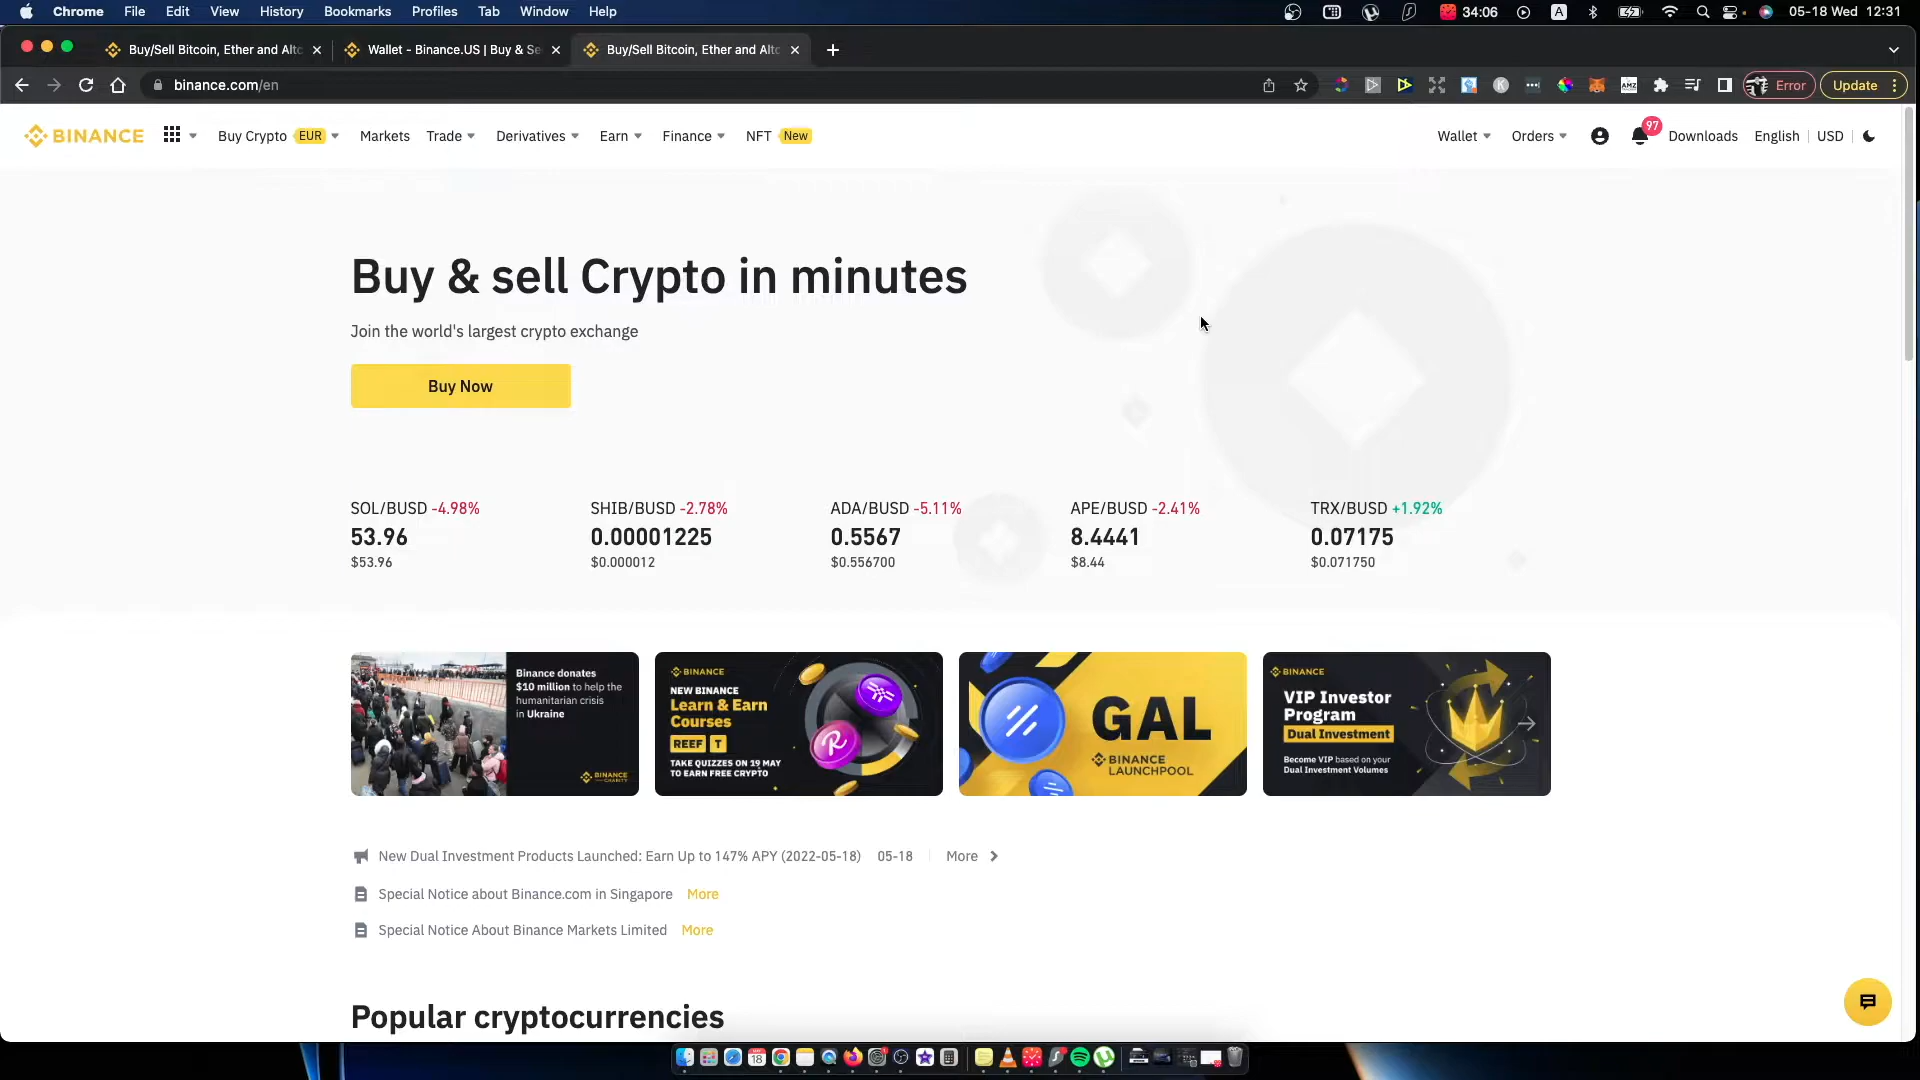 Chrome File Edit View History Bookmarks Profiles Tab Window Help 34:06 A 05-18 Wed 12:31
Buy/Sell Bitcoin, Ether and Altc Wallet - Binance.US | Buy & Se Buy/Sell Bitcoin, Ether and Altc
binance.com/en K AMZ Error Update
BINANCE Buy Crypto EUR Markets Trade Derivatives Earn Finance NFT New Wallet Orders 97 Downloads English USD
Buy & sell Crypto in minutes
Join the world's largest crypto exchange
Buy Now
SOL/BUSD -4.98% SHIB/BUSD -2.78% ADA/BUSD -5.11% APE/BUSD -2.41% TRX/BUSD +1.92%
53.96 0.00001225 0.5567 8.4441 0.07175
$53.96 $0.000012 $0.556700 $8.44 $0.071750
Binance donates
$10 million to help the
humanitarian crisis
in Ukraine
BINANCE
CHARITY
BINANCE
NEW BINANCE
Learn & Earn
Courses
REEF T
TAKE QUIZZES ON 19 MAY
TO EARN FREE CRYPTO
R
GAL
BINANCE
LAUNCHPOOL
BINANCE
VIP Investor
Program
Dual Investment
Become VIP based on your
Dual Investment Volumes
New Dual Investment Products Launched: Earn Up to 147% APY (2022-05-18) 05-18 More
Special Notice about Binance.com in Singapore More
Special Notice About Binance Markets Limited More
Popular cryptocurrencies
18